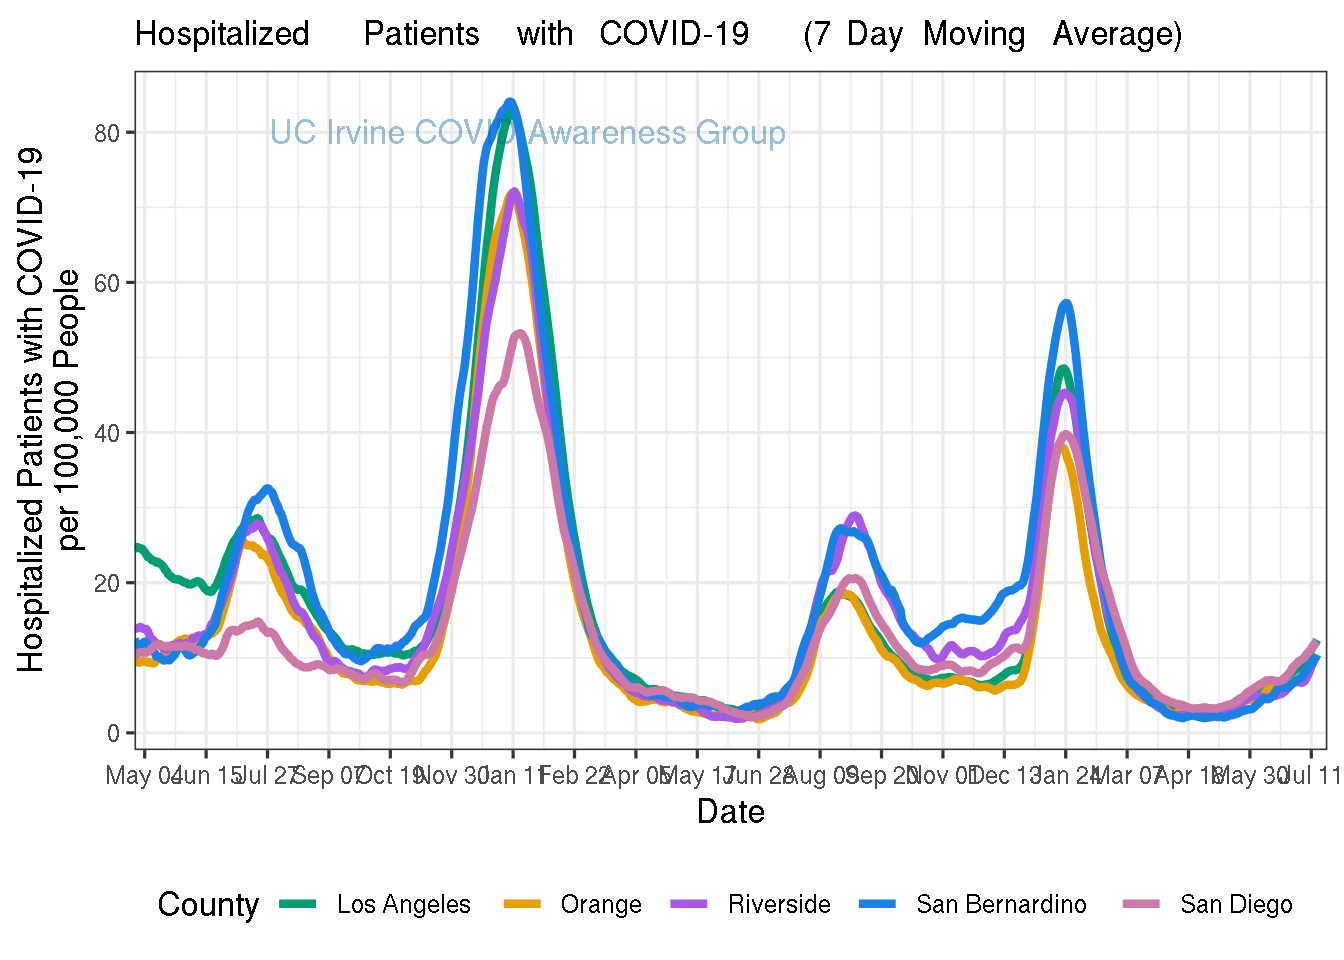 Hospitalized Patients with COVID-19 (7 Day Moving Average)
Hospitalized Patients with COVID-19
per 100,000 People
UC Irvine COVID Awareness Group
80
60
40
20
0
May 04 Jun 15 Jul 27 Sep 07 Oct 19 Nov 30 Jan 11 Feb 22 Apr 05 May 17 Jun 28 Aug 09 Sep 20 Nov 01 Dec 13 Jan 24 Mar 07 Apr 18 May 30 Jul 11
Date
County Los Angeles Orange Riverside San Bernardino San Diego